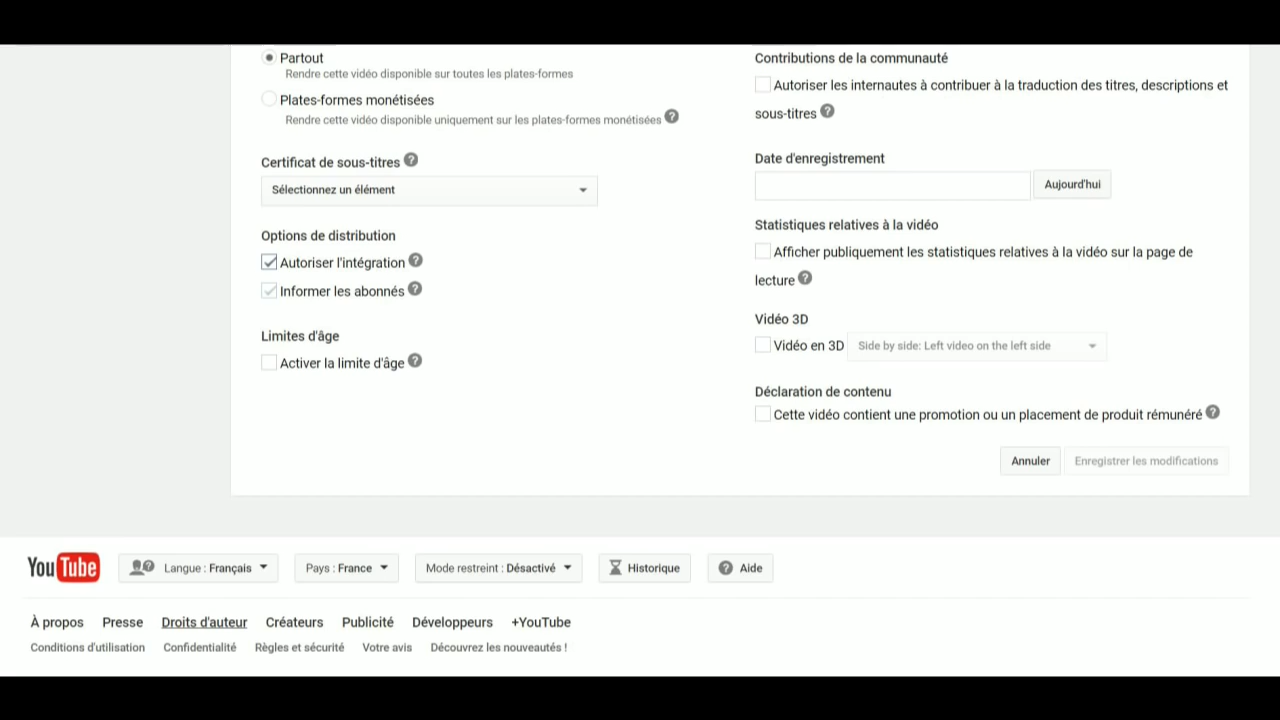 Partout
Rendre cette vidéo disponible sur toutes les plates-formes
Plates-formes monétisées
Rendre cette vidéo disponible uniquement sur les plates-formes monétisées ?
Certificat de sous-titres ?
Sélectionnez un élément
Options de distribution
Autoriser l'intégration ?
Informer les abonnés ?
Limites d'âge
Activer la limite d'âge ?
Contributions de la communauté
Autoriser les internautes à contribuer à la traduction des titres, descriptions et
sous-titres ?
Date d'enregistrement
Aujourd'hui
Statistiques relatives à la vidéo
Afficher publiquement les statistiques relatives à la vidéo sur la page de
lecture ?
Vidéo 3D
Vidéo en 3D Side by side: Left video on the left side
Déclaration de contenu
Cette vidéo contient une promotion ou un placement de produit rémunéré ?
Annuler Enregistrer les modifications
YouTube Langue : Français Pays : France Mode restreint : Désactivé Historique ? Aide
À propos Presse Droits d'auteur Créateurs Publicité Développeurs +YouTube
Conditions d'utilisation Confidentialité Règles et sécurité Votre avis Découvrez les nouveautés !